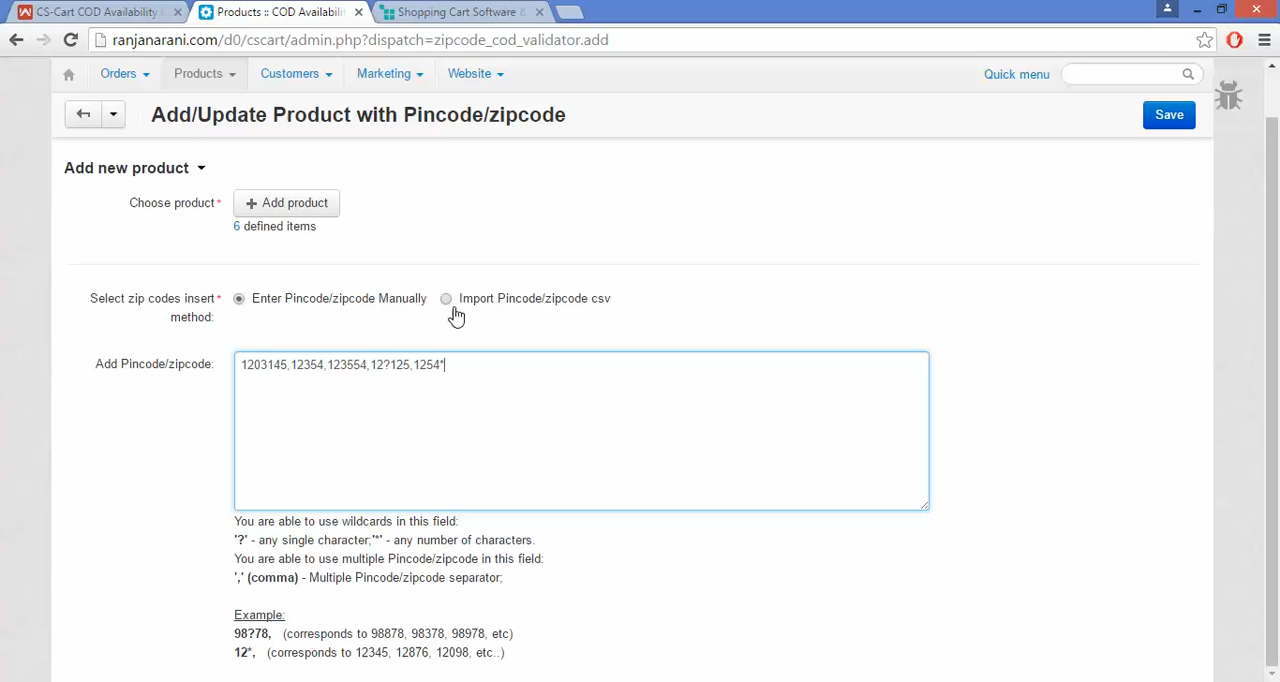 CS-Cart COD Availability
Products :: COD Availabili
Shopping Cart Software &
ranjanarani.com/d0/cscart/admin.php?dispatch=zipcode_cod_validator.add
Orders Products Customers Marketing Website Quick menu
Add/Update Product with Pincode/zipcode
Save
Add new product
Choose product* Add product
6 defined items
Select zip codes insert* Enter Pincode/zipcode Manually Import Pincode/zipcode csv
method:
Add Pincode/zipcode: 1203145,12354,123554,12?125,1254*
You are able to use wildcards in this field:
'?' - any single character;'*' - any number of characters.
You are able to use multiple Pincode/zipcode in this field:
',' (comma) - Multiple Pincode/zipcode separator;
Example:
98?78, (corresponds to 98878, 98378, 98978, etc)
12*, (corresponds to 12345, 12876, 12098, etc..)